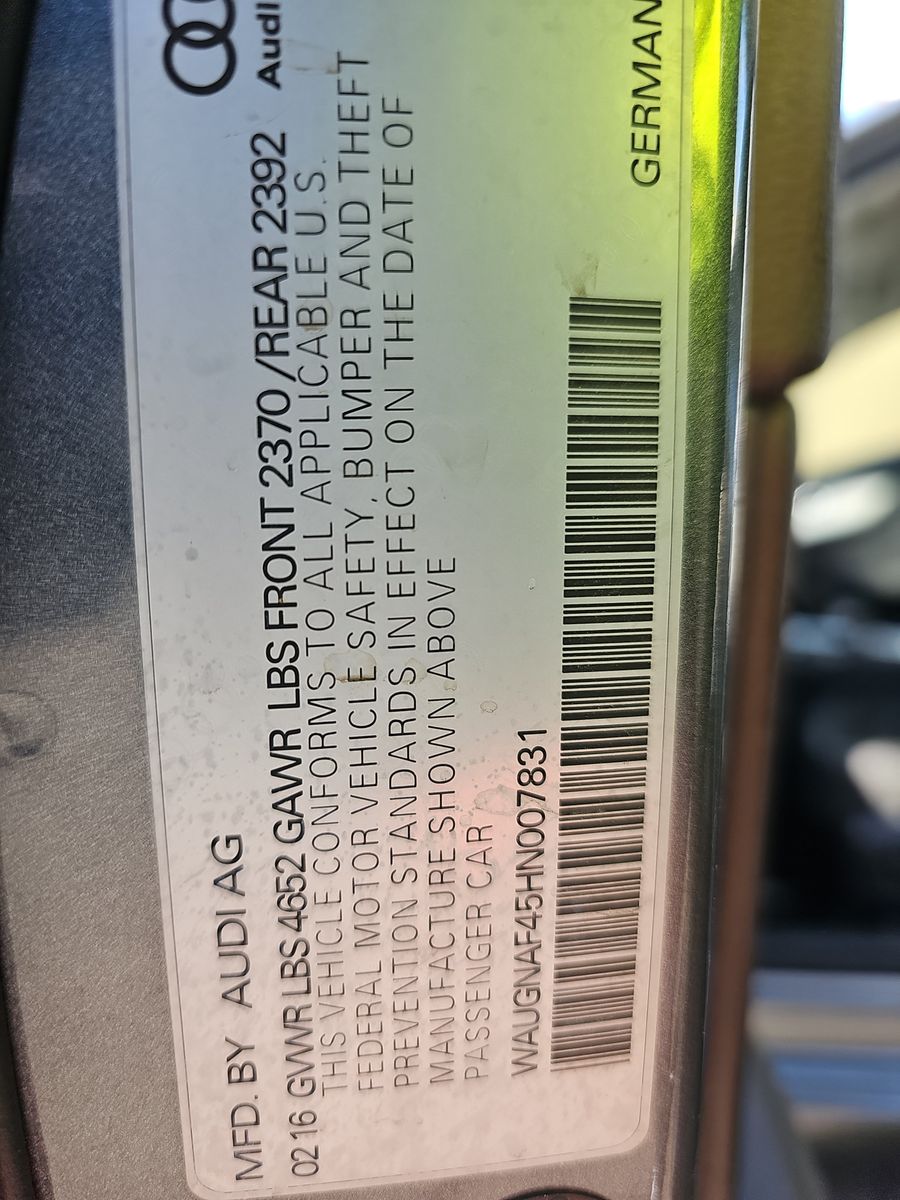 MFD. BY AUDI AG
Audi
0216 GVWR LBS 4652 GAWR LBS FRONT 2370 / REAR 2392
THIS VEHICLE CONFORMS TO ALL APPLICABLE U.S.
FEDERAL MOTOR VEHICLE SAFETY, BUMPER AND THEFT
PREVENTION STANDARDS IN EFFECT ON THE DATE OF
MANUFACTURE SHOWN ABOVE
PASSENGER CAR
WAUGNAF45HN007831
GERMAN